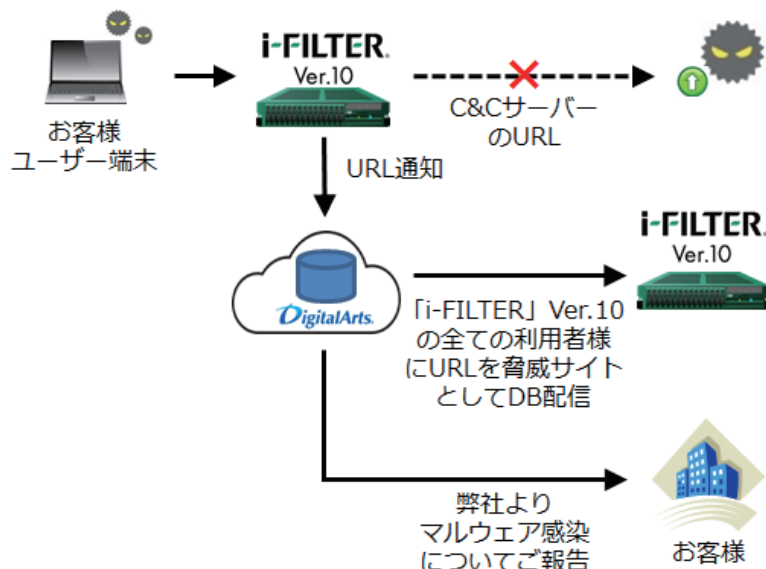 i-FILTER.
Ver.10
お客様
ユーザー端末
C&Cサーバー
のURL
URL通知
i-FILTER.
Ver.10
DigitalArts.
「i-FILTER」Ver.10
の全ての利用者様
にURLを脅威サイト
としてDB配信
弊社より
マルウェア感染
についてご報告
お客様